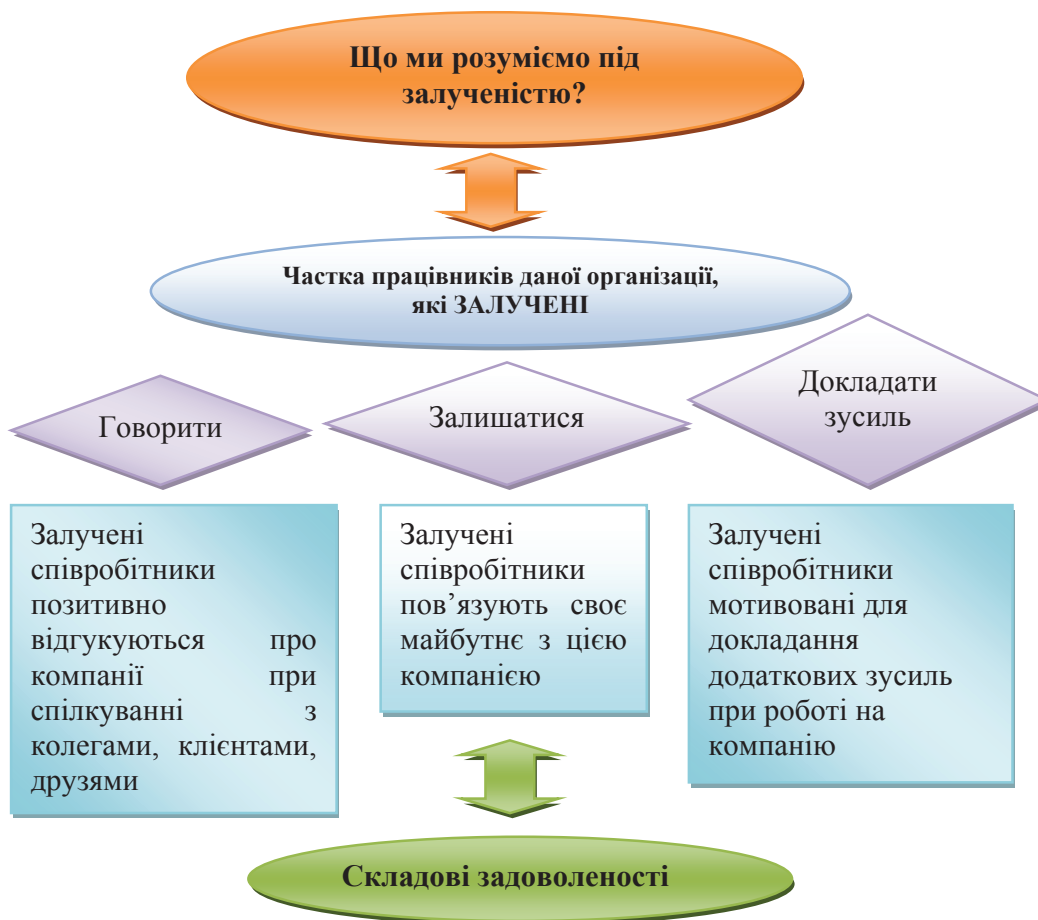 Що ми розуміємо під
залученістю?
Частка працівників даної організації,
які ЗАЛУЧЕНІ
Говорити
Залишатися
Докладати
зусиль
Залучені
співробітники
позитивно
відгукуються про
компанії при
спілкуванні з
колегами, клієнтами,
друзями
Залучені
співробітники
пов’язують своє
майбутнє з цією
компанією
Залучені
співробітники
мотивовані для
докладання
додаткових зусиль
при роботі на
компанію
Складові задоволеності